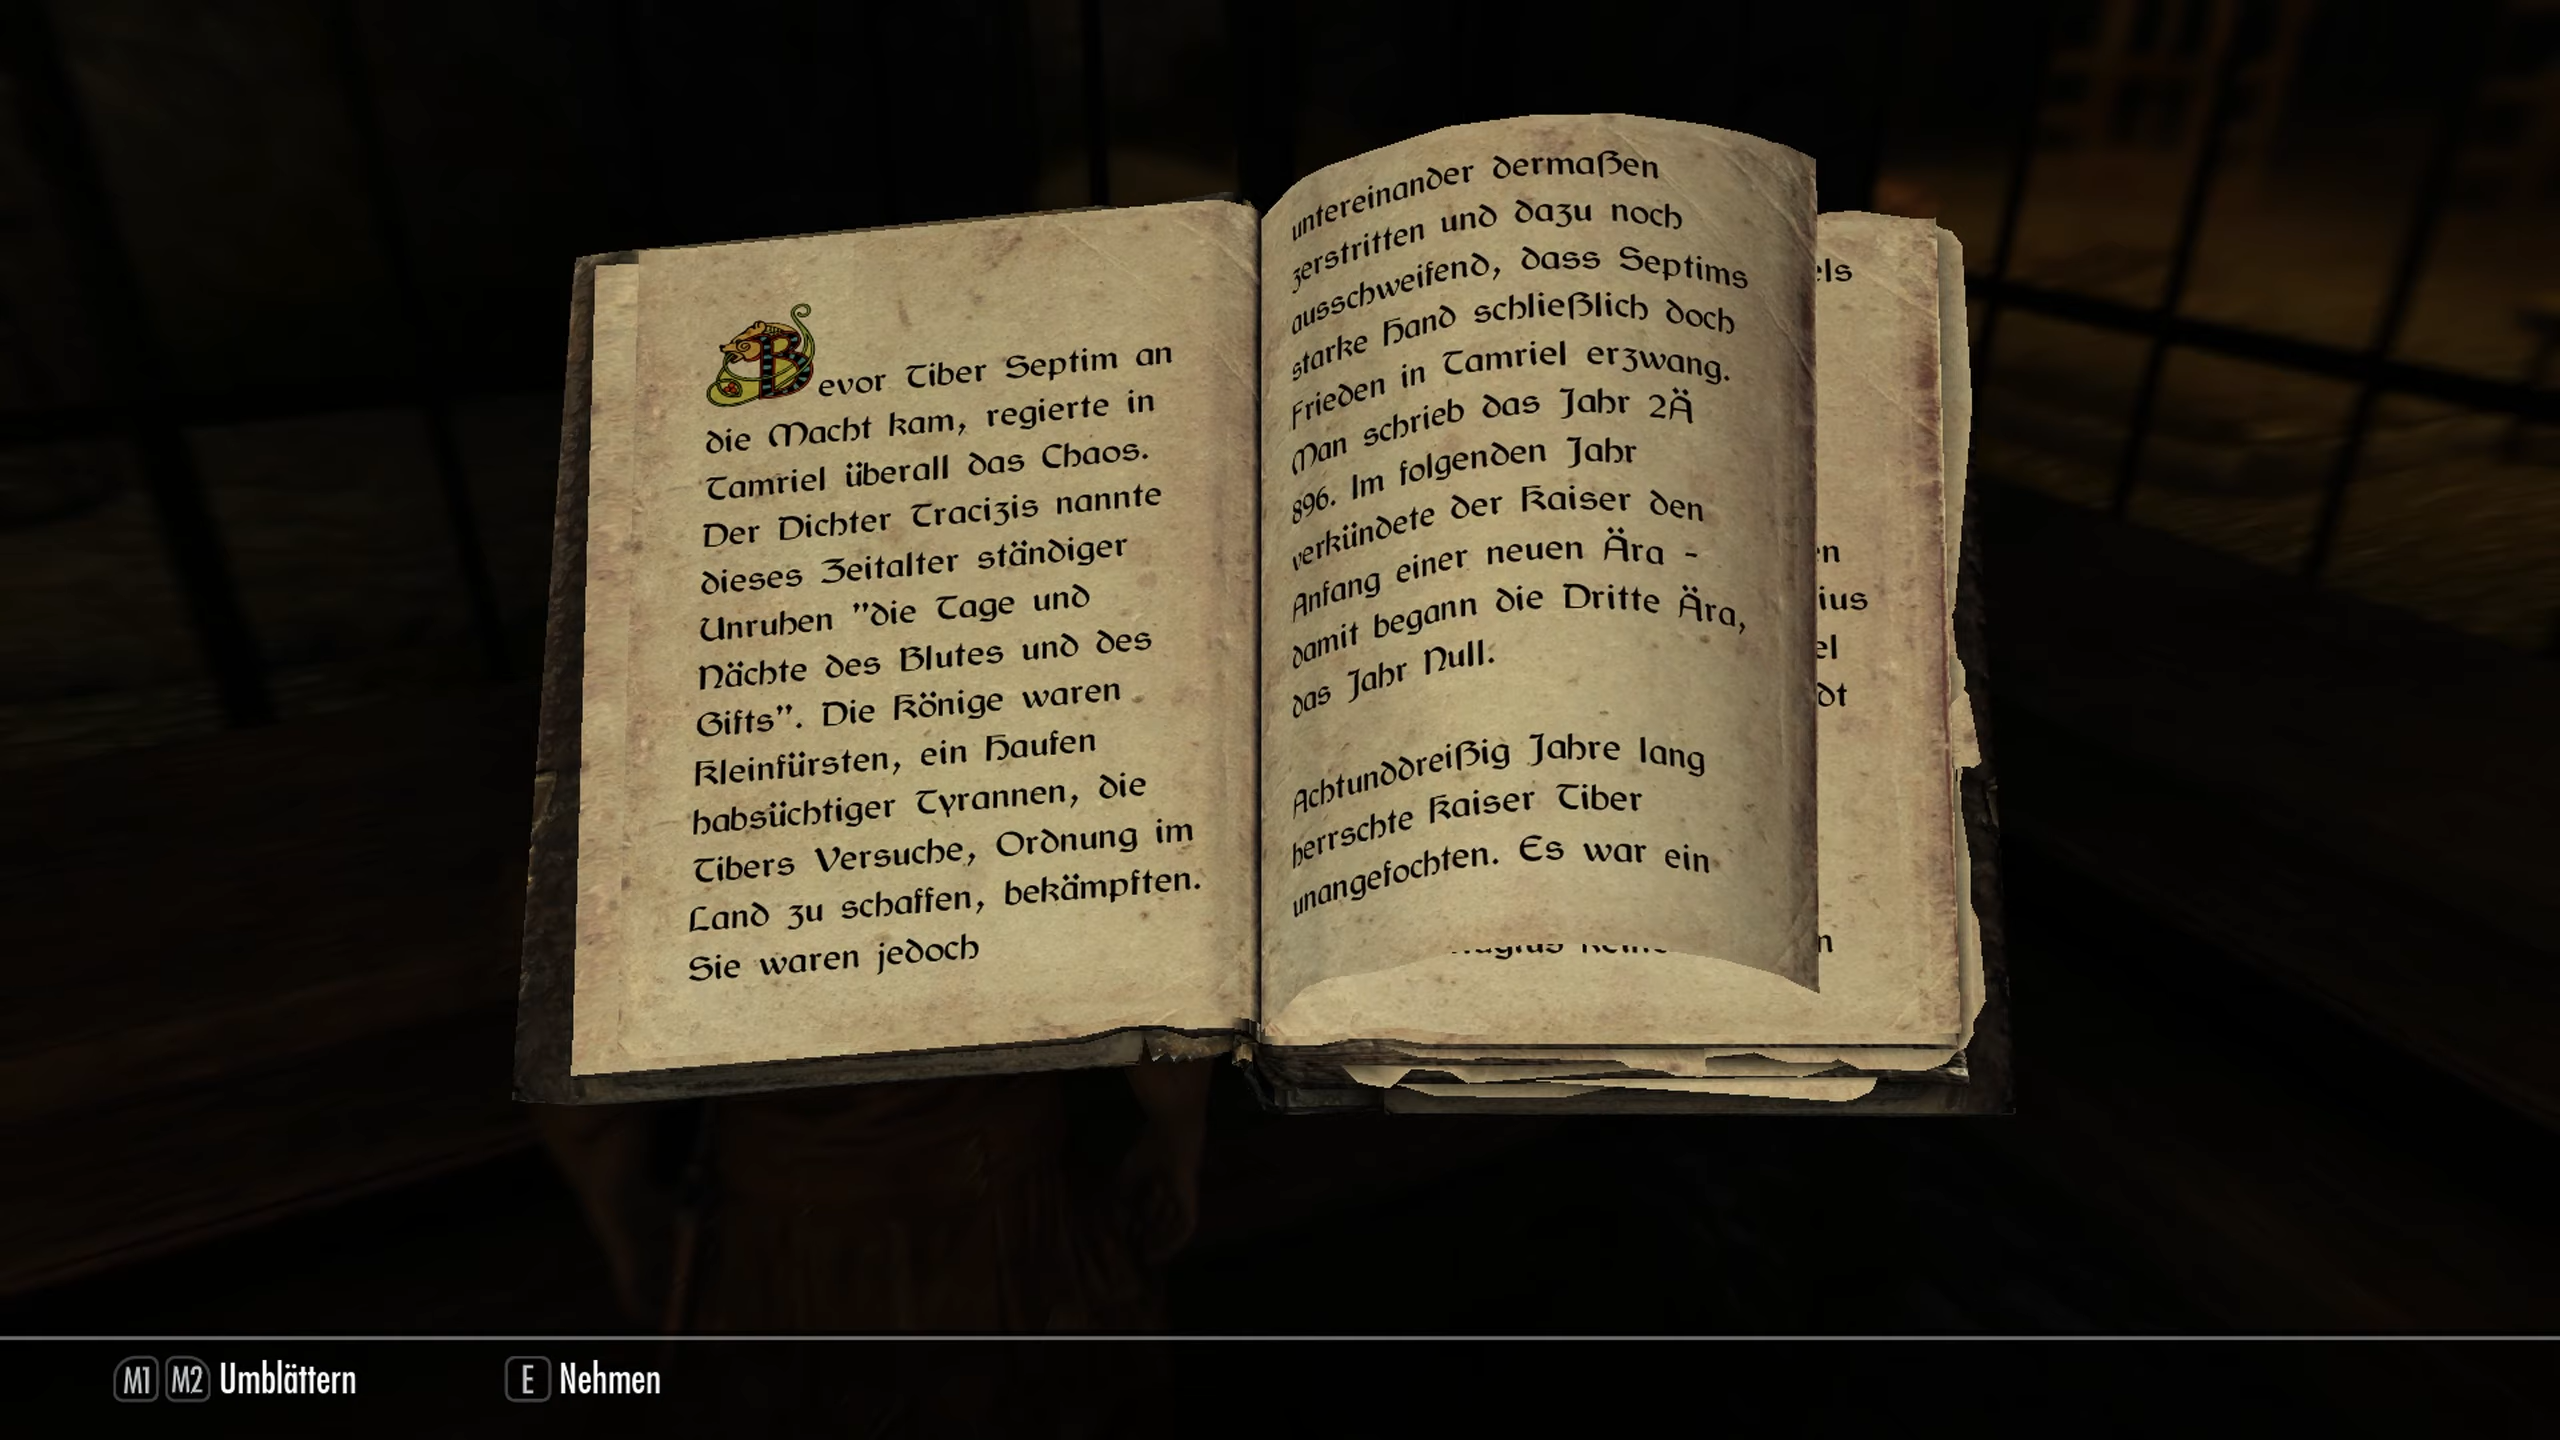 Bevor Tiber Septim an
die Macht kam, regierte in
Tamriel überall das Chaos.
Der Dichter Tracizis nannte
dieses Zeitalter ständiger
Unruhen "die Tage und
Nächte des Blutes und des
Gifts". Die Könige waren
Kleinfürsten, ein Haufen
habsüchtiger Tyrannen, die
Tibers Versuche, Ordnung im
Land zu schaffen, bekämpften.
Sie waren jedoch
untereinander dermaßen
zerstritten und dazu noch
ausschweifend, dass Septims
starke Hand schließlich doch
Frieden in Tamriel erzwang.
Man schrieb das Jahr 2Ä
896. Im folgenden Jahr
verkündete der Kaiser den
Anfang einer neuen Ära -
damit begann die Dritte Ära,
das Jahr Null.
Achtunddreißig Jahre lang
herrschte Kaiser Tiber
unangefochten. Es war ein
M1 M2 Umblättern
E Nehmen